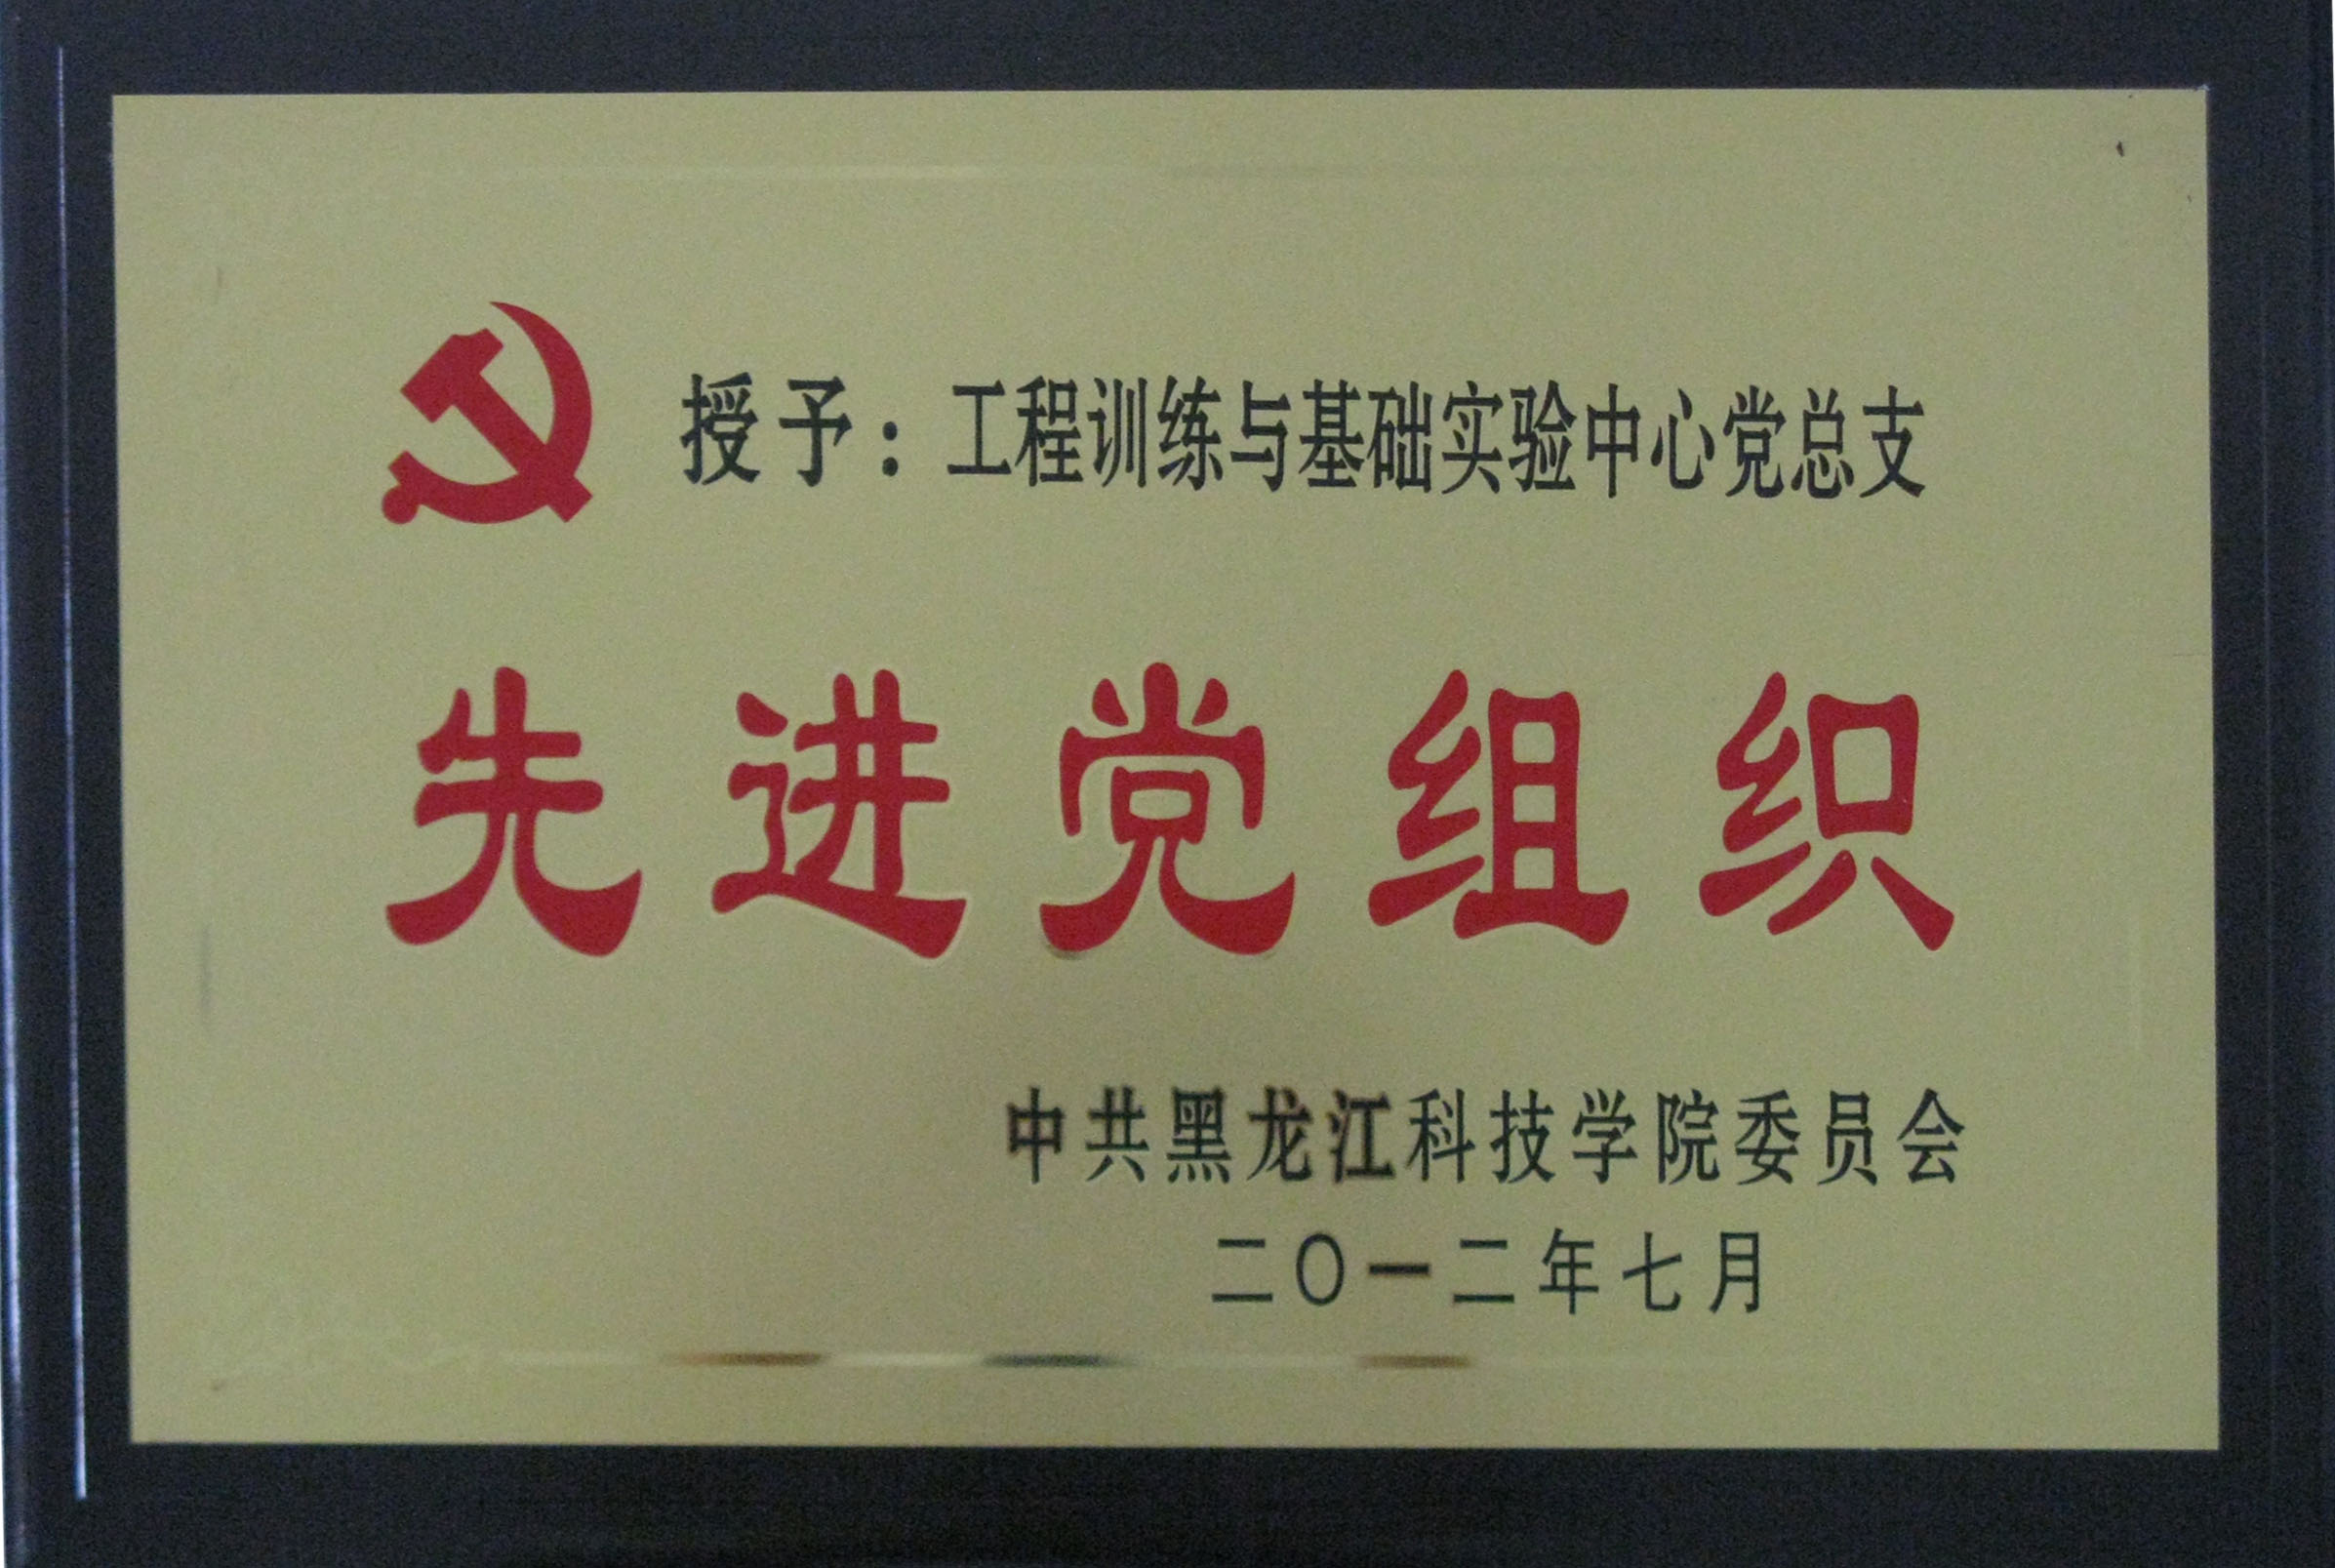 授予：工程训练与基础实验中心党总支
先进党组织
中共黑龙江科技学院委员会
二〇一二年七月